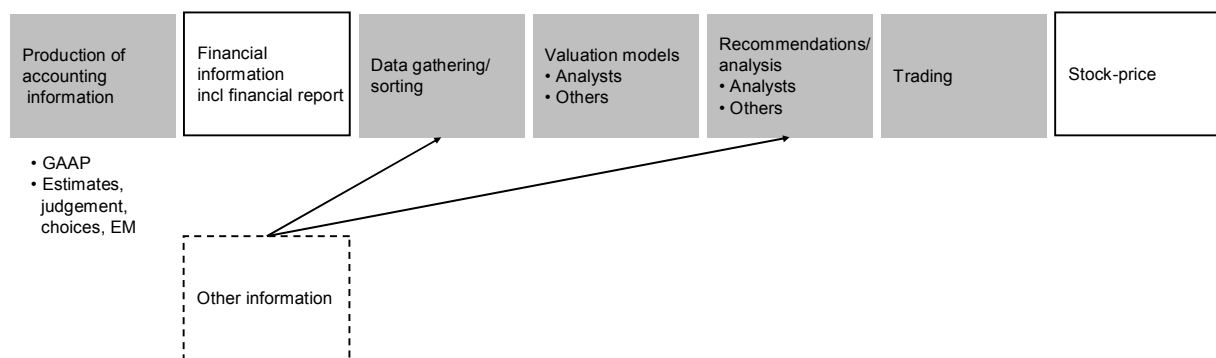 Production of
accounting
information
Financial
information
incl financial report
Data gathering/
sorting
Valuation models
• Analysts
• Others
Recommendations/
analysis
• Analysts
• Others
Trading
Stock-price
• GAAP
• Estimates,
judgement,
choices, EM
Other information